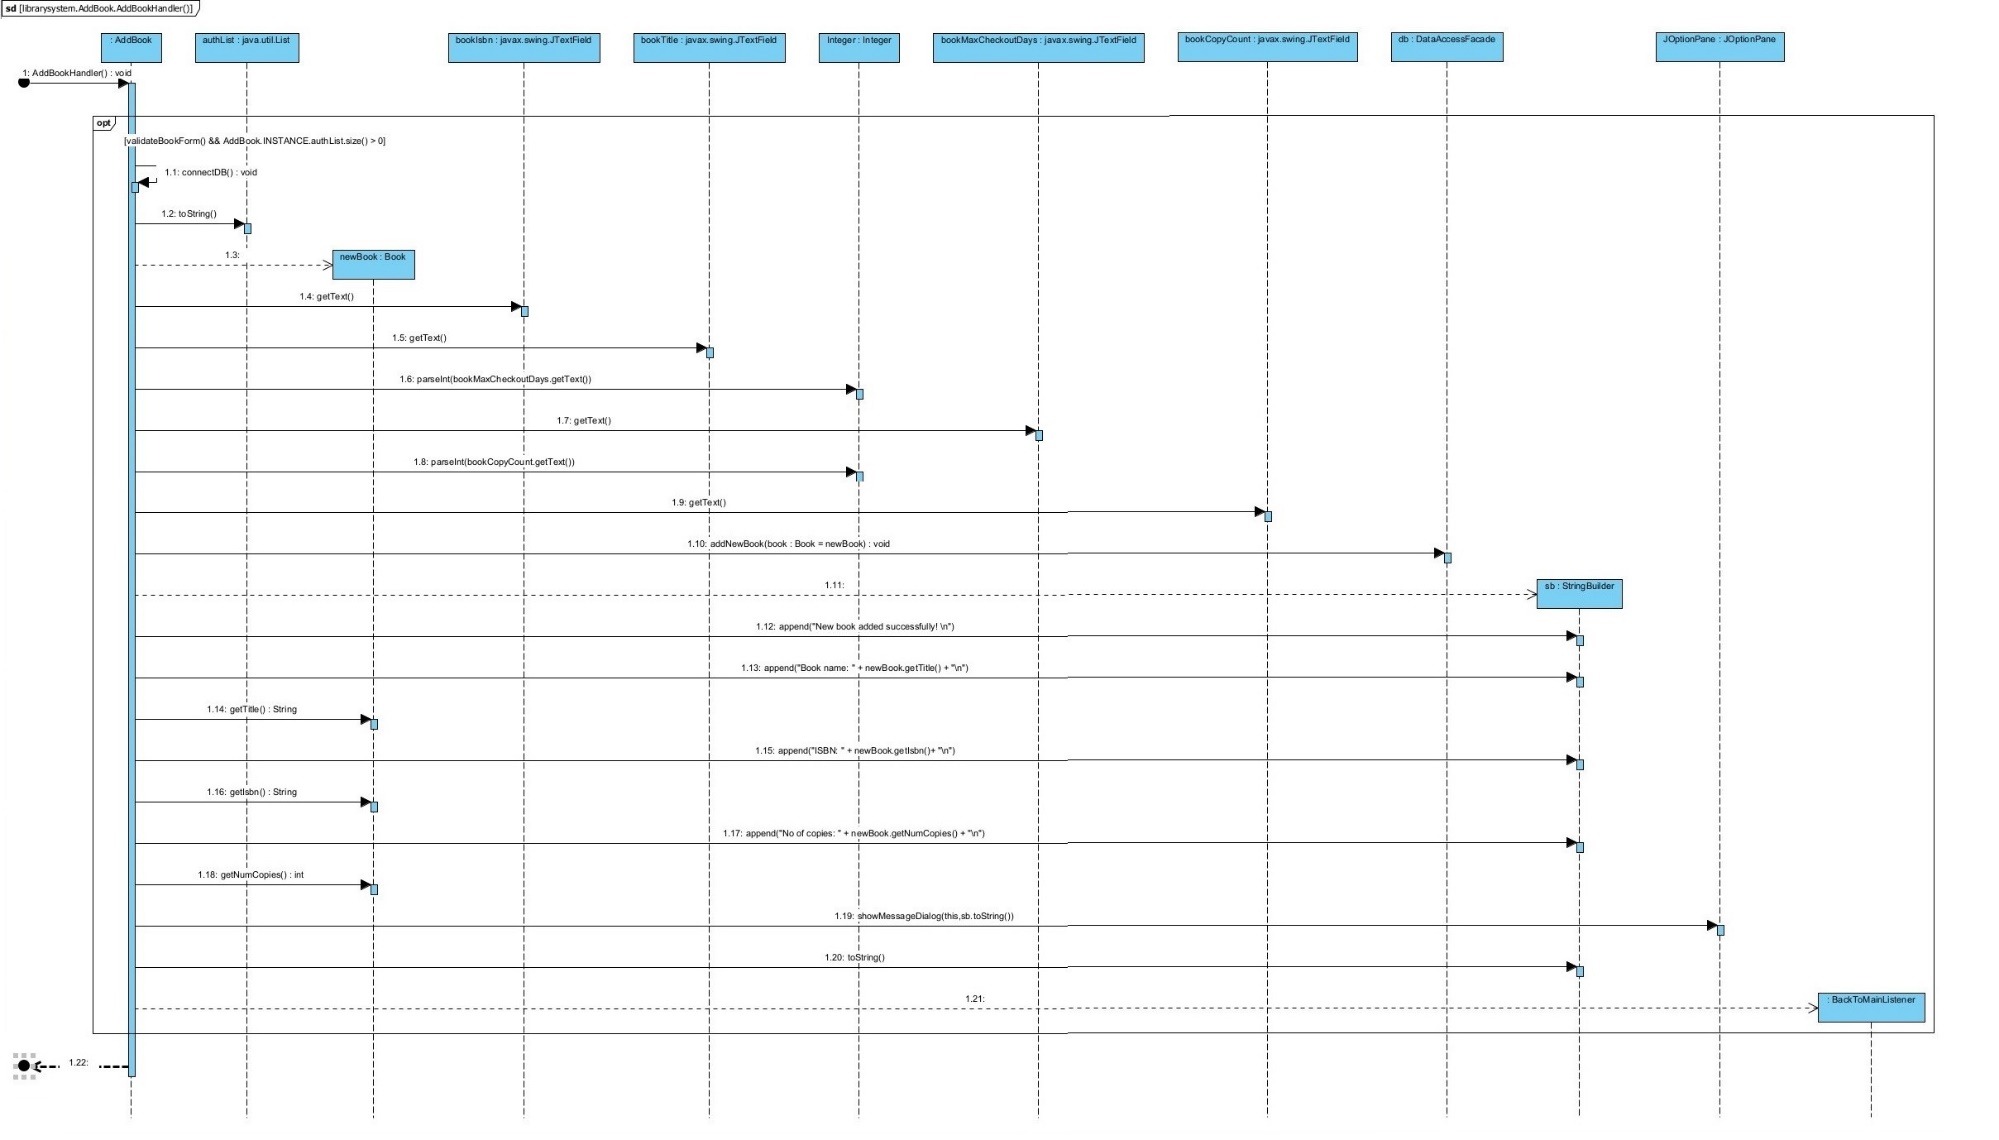 sd [librarysystem.AddBook.AddBookHandler()]
: AddBook
authList : java.util.List
bookIsbn : javax.swing.JTextField
bookTitle : javax.swing.JTextField
Integer : Integer
bookMaxCheckoutDays : javax.swing.JTextField
bookCopyCount : javax.swing.JTextField
db : DataAccessFacade
JOptionPane : JOptionPane
1: AddBookHandler() : void
opt
[validateBookForm() && AddBook.INSTANCE.authList.size() > 0]
1.1: connectDB() : void
1.2: toString()
1.3:
newBook : Book
1.4: getText()
1.5: getText()
1.6: parseInt(bookMaxCheckoutDays.getText())
1.7: getText()
1.8: parseInt(bookCopyCount.getText())
1.9: getText()
1.10: addNewBook(book : Book = newBook) : void
1.11:
sb : StringBuilder
1.12: append("New book added successfully! \n")
1.13: append("Book name: " + newBook.getTitle() + "\n")
1.14: getTitle() : String
1.15: append("ISBN: " + newBook.getIsbn()+ "\n")
1.16: getIsbn() : String
1.17: append("No of copies: " + newBook.getNumCopies() + "\n")
1.18: getNumCopies() : int
1.19: showMessageDialog(this,sb.toString())
1.20: toString()
1.21:
: BackToMainListener
1.22: